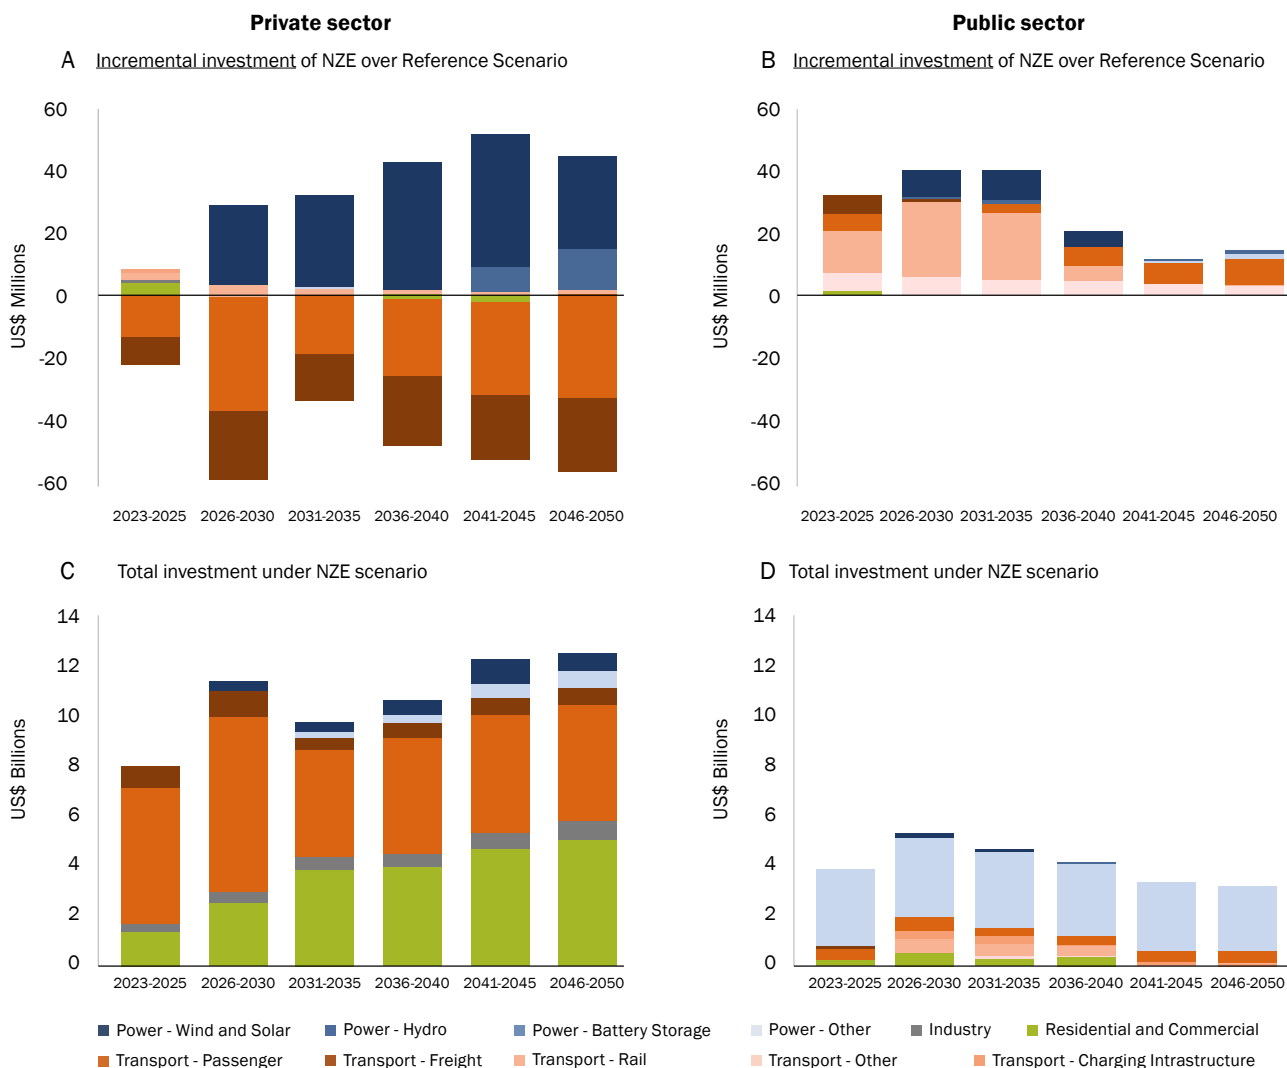 Private sector
Public sector
A Incremental investment of NZE over Reference Scenario
B Incremental investment of NZE over Reference Scenario
US$ Millions
60
40
20
0
-20
-40
-60
2023-2025 2026-2030 2031-2035 2036-2040 2041-2045 2046-2050
US$ Millions
60
40
20
0
-20
-40
-60
2023-2025 2026-2030 2031-2035 2036-2040 2041-2045 2046-2050
C Total investment under NZE scenario
D Total investment under NZE scenario
US$ Billions
14
12
10
8
6
4
2
0
2023-2025 2026-2030 2031-2035 2036-2040 2041-2045 2046-2050
US$ Billions
14
12
10
8
6
4
2
0
2023-2025 2026-2030 2031-2035 2036-2040 2041-2045 2046-2050
Power - Wind and Solar Power - Hydro Power - Battery Storage Power - Other Industry Residential and Commercial
Transport - Passenger Transport - Freight Transport - Rail Transport - Other Transport - Charging Intrastructure